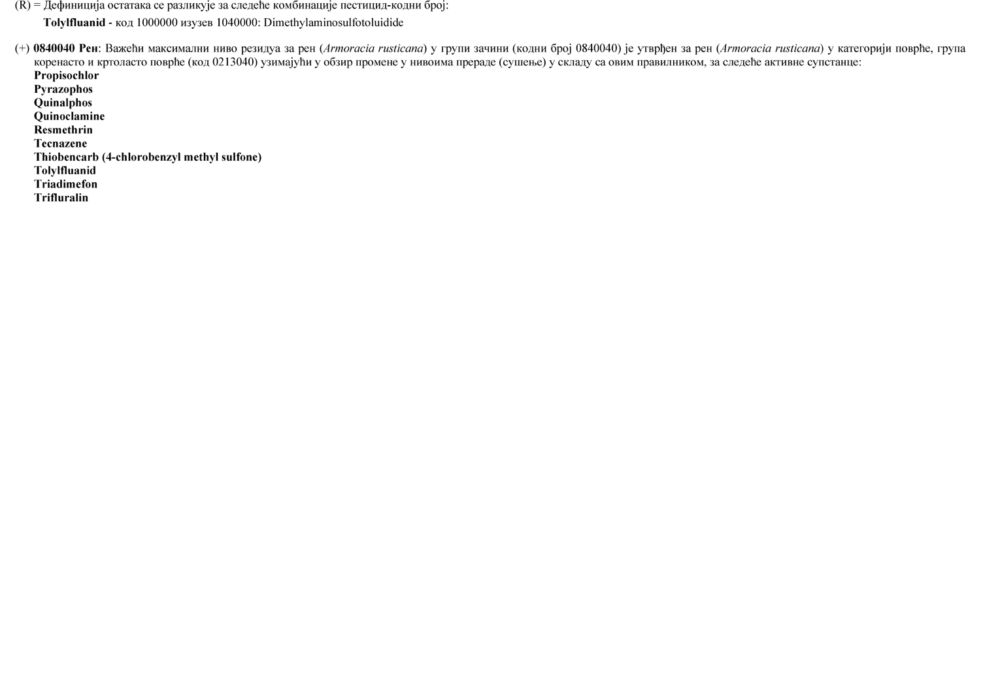 (R) = Дефиниција остатака се разликује за следеће комбинације пестицид-кодни број:
Tolylfluanid - код 1000000 изузев 1040000: Dimethylaminosulfotoluidide
(+) 0840040 Рен: Важећи максимални ниво резидуа за рен (Armoracia rusticana) у групи зачини (кодни број 0840040) је утврђен за рен (Armoracia rusticana) у категорији поврће, група
коренасто и кртоласто поврће (код 0213040) узимајући у обзир промене у нивоима прераде (сушење) у складу са овим правилником, за следеће активне супстанце:
Propisochlor
Pyrazophos
Quinalphos
Quinoclamine
Resmethrin
Tecnazene
Thiobencarb (4-chlorobenzyl methyl sulfone)
Tolylfluanid
Triadimefon
Trifluralin